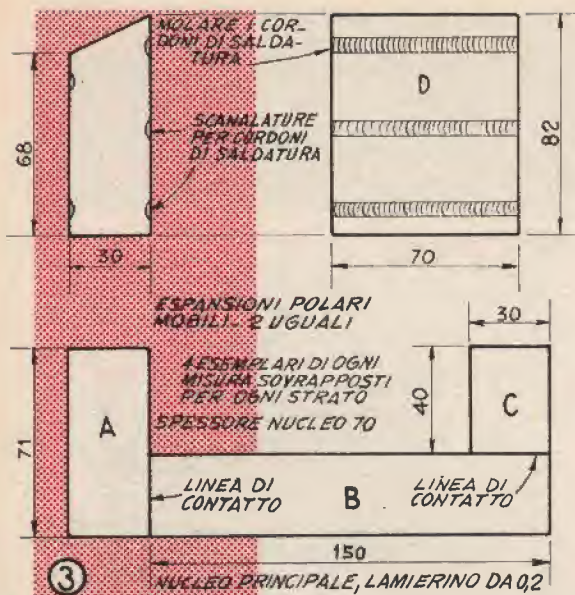 MOLARE I COR-
DONI DI SALDA-
TURA
D
SCANALATURE
PER CORDONI
DI SALDATURA
68
82
30
70
ESPANSIONI POLARI
MOBILI - 2 UGUALI
30
4 ESEMPLARI DI OGNI
MISURA SOVRAPPOSTI
PER OGNI STRATO
SPESSORE NUCLEO 70
A
C
71
40
LINEA DI
CONTATTO
B
LINEA DI
CONTATTO
150
3
NUCLEO PRINCIPALE, LAMIERINO DA 0,2